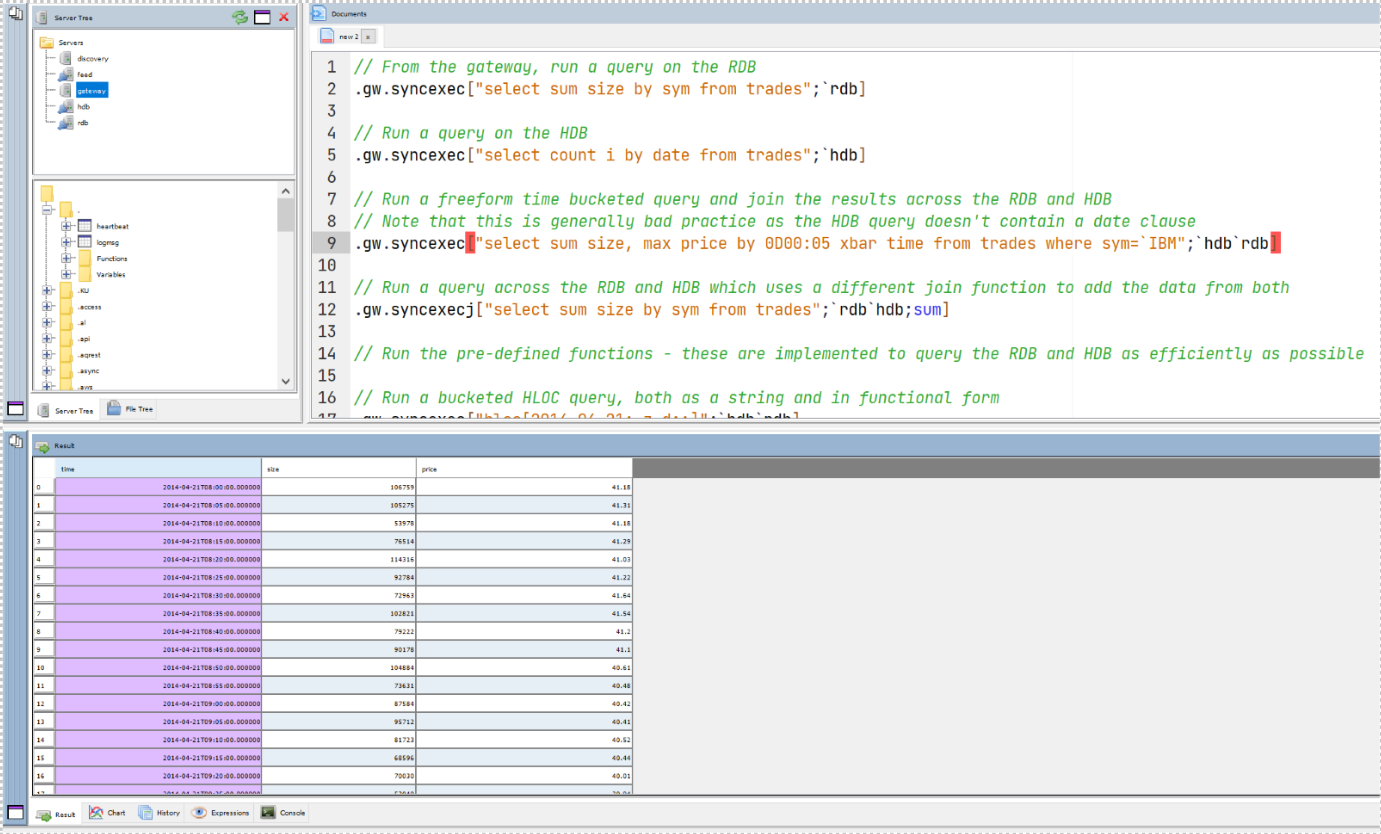 Server Tree
Servers
discovery
feed
gateway
hdb
rdb
.
heartbeat
logmsg
Functions
Variables
.KU
.access
.al
.api
.aqrest
.async
.aws
Server Tree
File Tree
Documents
new 2
1 // From the gateway, run a query on the RDB
2 .gw.syncexec["select sum size by sym from trades";`rdb]
3
4 // Run a query on the HDB
5 .gw.syncexec["select count i by date from trades";`hdb]
6
7 // Run a freeform time bucketed query and join the results across the RDB and HDB
8 // Note that this is generally bad practice as the HDB query doesn't contain a date clause
9 .gw.syncexec["select sum size, max price by 0D00:05 xbar time from trades where sym=`IBM";`hdb`rdb]
10
11 // Run a query across the RDB and HDB which uses a different join function to add the data from both
12 .gw.syncexecj["select sum size by sym from trades";`rdb`hdb;sum]
13
14 // Run the pre-defined functions - these are implemented to query the RDB and HDB as efficiently as possible
15
16 // Run a bucketed HLOC query, both as a string and in functional form
17 .gw.syncexec["hloc[2014.04.21;.z.d;;]";`hdb`rdb]
Result
time size price
0 2014-04-21T08:00:00.000000 106759 41.18
1 2014-04-21T08:05:00.000000 105275 41.31
2 2014-04-21T08:10:00.000000 53978 41.18
3 2014-04-21T08:15:00.000000 76514 41.29
4 2014-04-21T08:20:00.000000 114316 41.03
5 2014-04-21T08:25:00.000000 92784 41.22
6 2014-04-21T08:30:00.000000 72963 41.64
7 2014-04-21T08:35:00.000000 102821 41.54
8 2014-04-21T08:40:00.000000 79222 41.2
9 2014-04-21T08:45:00.000000 90178 41.1
10 2014-04-21T08:50:00.000000 104884 40.61
11 2014-04-21T08:55:00.000000 73631 40.48
12 2014-04-21T09:00:00.000000 87584 40.42
13 2014-04-21T09:05:00.000000 95712 40.41
14 2014-04-21T09:10:00.000000 81723 40.52
15 2014-04-21T09:15:00.000000 68596 40.44
16 2014-04-21T09:20:00.000000 70030 40.01
17 2014-04-21T09:25:00.000000
Result
Chart
History
Expressions
Console